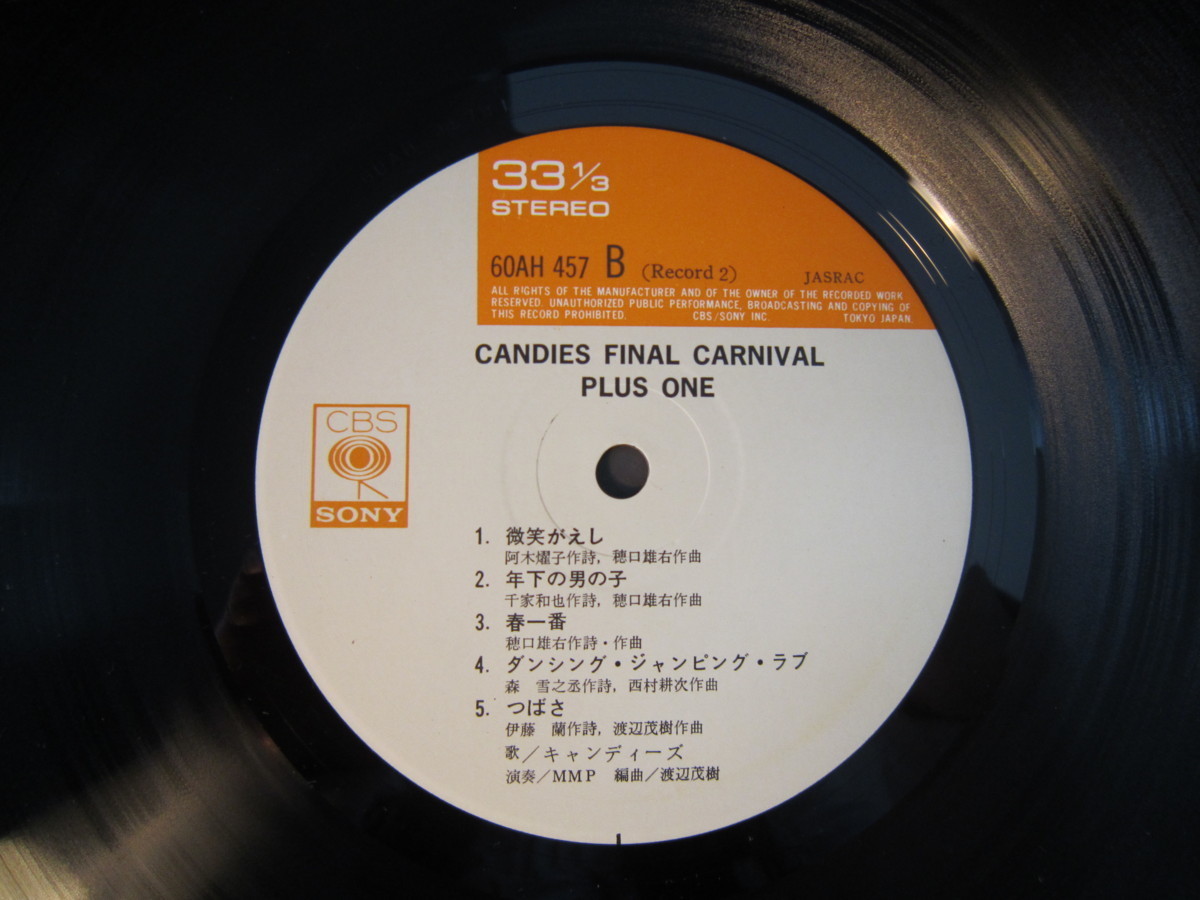 33 1/3
STEREO
60AH 457 B (Record 2) JASRAC
ALL RIGHTS OF THE MANUFACTURER AND OF THE OWNER OF THE RECORDED WORK
RESERVED. UNAUTHORIZED PUBLIC PERFORMANCE, BROADCASTING AND COPYING OF
THIS RECORD PROHIBITED. CBS/SONY INC. TOKYO JAPAN.
CANDIES FINAL CARNIVAL
PLUS ONE
CBS
SONY
1. 微笑がえし
阿木燿子作詩, 穂口雄右作曲
2. 年下の男の子
千家和也作詩, 穂口雄右作曲
3. 春一番
穂口雄右作詩・作曲
4. ダンシング・ジャンピング・ラブ
森 雪之丞作詩, 西村耕次作曲
5. つばさ
伊藤 蘭作詩, 渡辺茂樹作曲
歌/キャンディーズ
演奏/MMP 編曲/渡辺茂樹